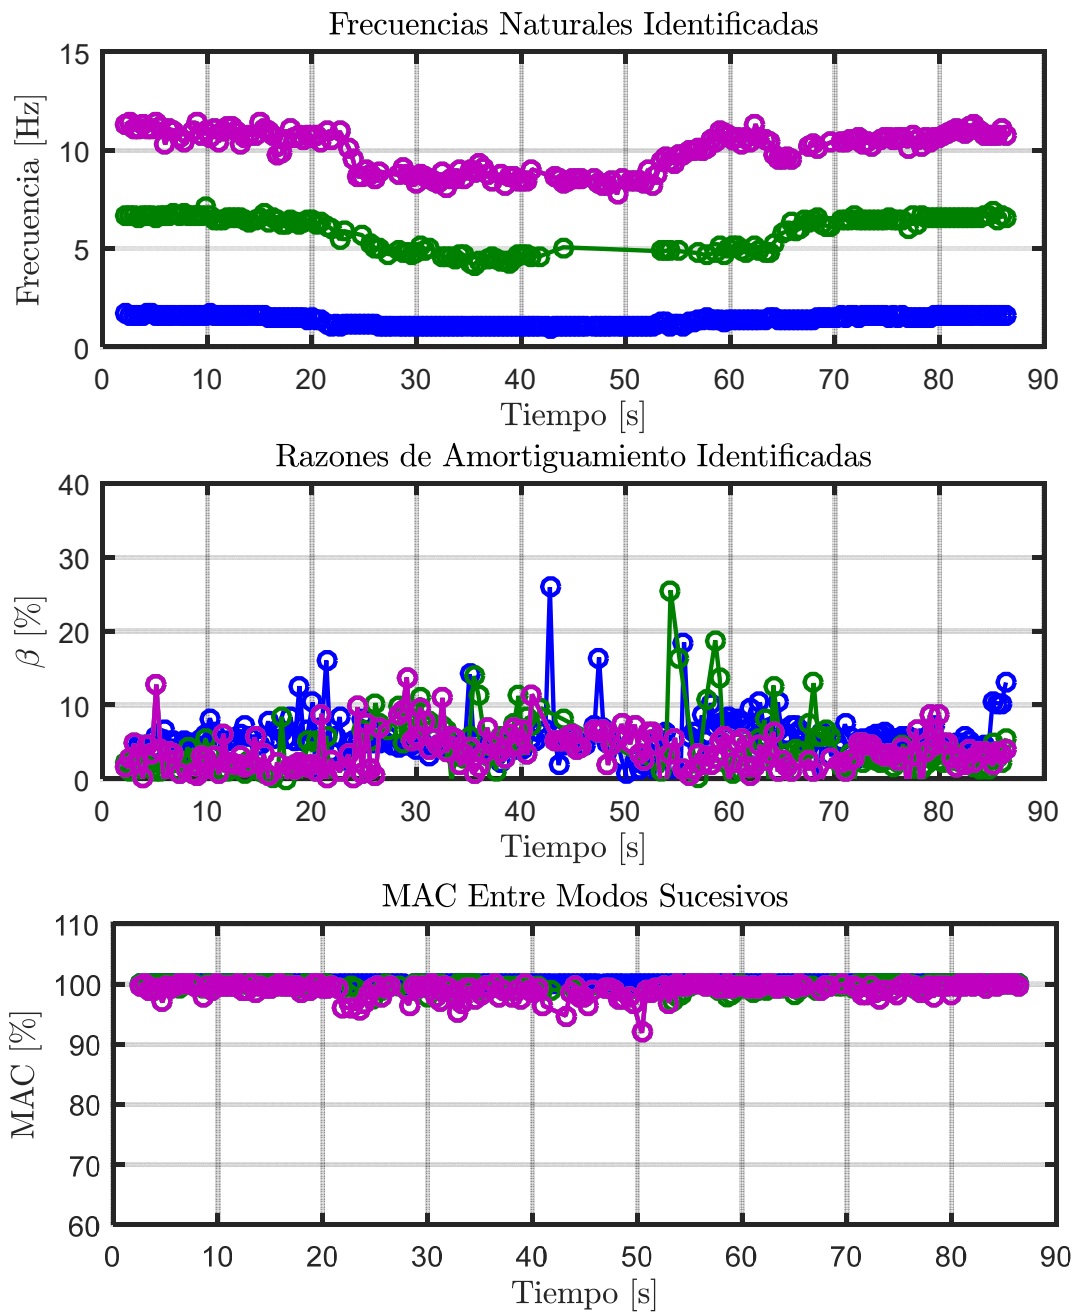 Frecuencias Naturales Identificadas
Frecuencia [Hz]
15
10
5
0
0 10 20 30 40 50 60 70 80 90
Tiempo [s]
Razones de Amortiguamiento Identificadas
β [%]
40
30
20
10
0
0 10 20 30 40 50 60 70 80 90
Tiempo [s]
MAC Entre Modos Sucesivos
MAC [%]
110
100
90
80
70
60
0 10 20 30 40 50 60 70 80 90
Tiempo [s]